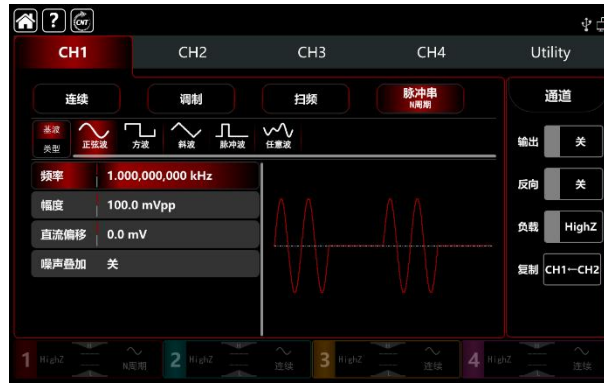 ? CNT
CH1 CH2 CH3 CH4 Utility
连续 调制 扫频 脉冲串 通道
N周期
基波
类型
正弦波 方波 斜波 脉冲波 任意波
输出 关
频率 1.000,000,000 kHz
反向 关
幅度 100.0 mVpp
直流偏移 0.0 mV
负载 HighZ
噪声叠加 关
复制 CH1←CH2
1 HighZ N周期 2 HighZ 连续 3 HighZ 连续 4 HighZ 连续